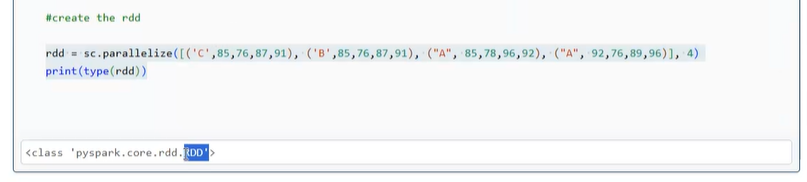 #create the rdd
rdd = sc.parallelize([('C',85,76,87,91), ('B',85,76,87,91), ("A", 85,78,96,92), ("A", 92,76,89,96)], 4)
print(type(rdd))
<class 'pyspark.core.rdd.RDD'>